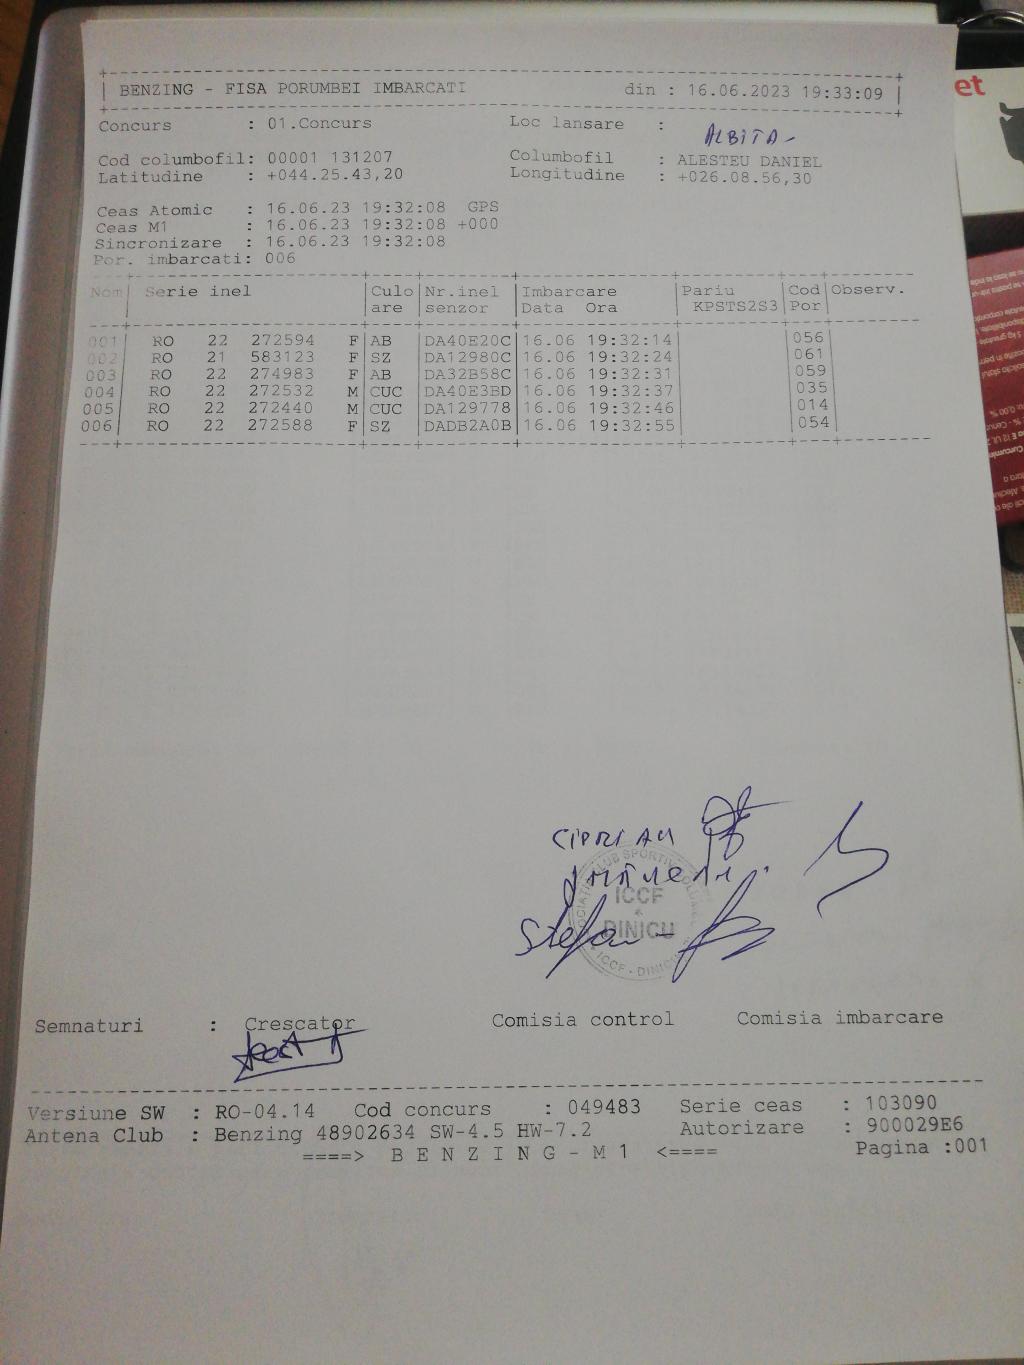 BENZING - FISA PORUMBEI IMBARCATI din : 16.06.2023 19:33:09
Concurs : 01.Concurs Loc lansare : ALBITA -
Cod columbofil: 00001 131207 Columbofil : ALESTEU DANIEL
Latitudine : +044.25.43,20 Longitudine : +026.08.56,30
Ceas Atomic : 16.06.23 19:32:08 GPS
Ceas M1 : 16.06.23 19:32:08 +000
Sincronizare : 16.06.23 19:32:08
Por. imbarcati: 006
Nom Serie inel Culo Nr.inel Imbarcare Pariu Cod Observ.
are senzor Data Ora KPSTS2S3 Por
001 RO 22 272594 F AB DA40E20C 16.06 19:32:14 056
002 RO 21 583123 F SZ DA12980C 16.06 19:32:24 061
003 RO 22 274983 F AB DA32B58C 16.06 19:32:31 059
004 RO 22 272532 M CUC DA40E3BD 16.06 19:32:37 035
005 RO 22 272440 M CUC DA129778 16.06 19:32:46 014
006 RO 22 272588 F SZ DADB2A0B 16.06 19:32:55 054
CIPRIAN
ICCF
DINICU
Stefan
ICCF - DINICU
Semnaturi : Crescator Comisia control Comisia imbarcare
Versiune SW : RO-04.14 Cod concurs : 049483 Serie ceas : 103090
Antena Club : Benzing 48902634 SW-4.5 HW-7.2 Autorizare : 900029E6
====> B E N Z I N G - M 1 <==== Pagina :001